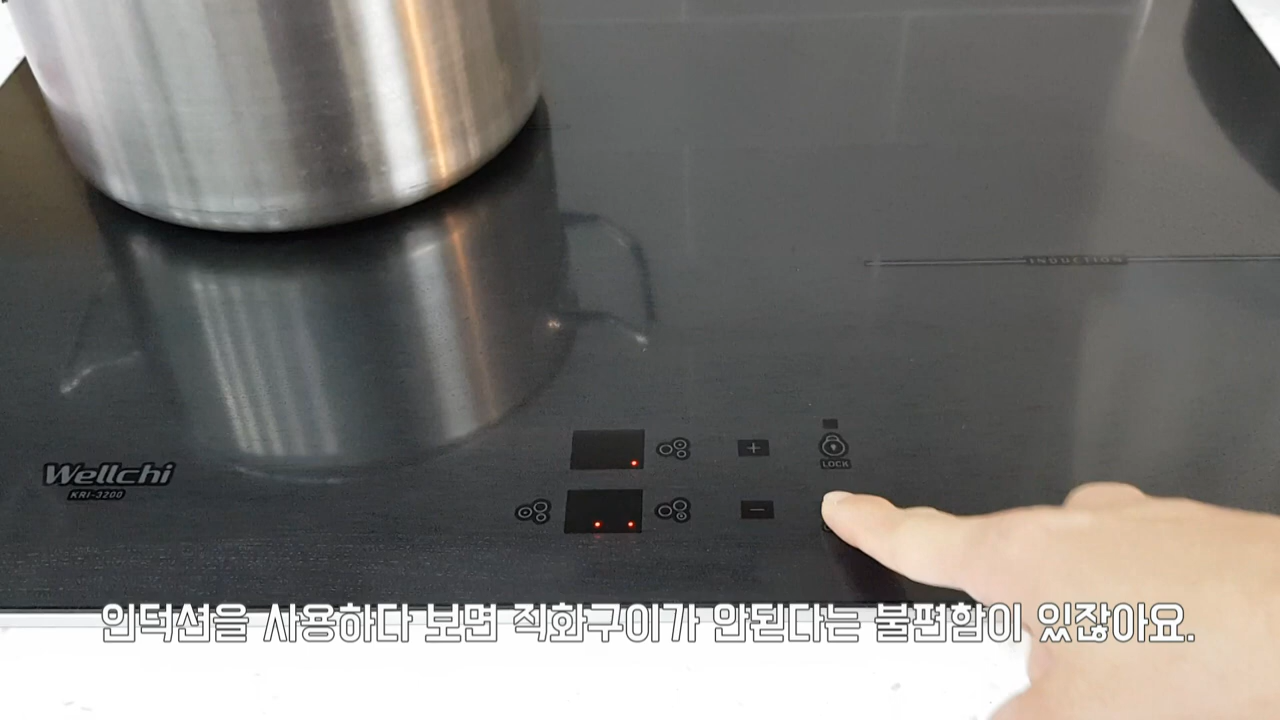 INDUCTION
+
LOCK
Wellchi
KRI-3200
−
인덕션을 사용하다 보면 직화구이가 안된다는 불편함이 있잖아요.